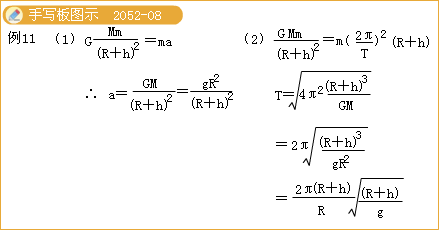 手写板图示 2052-08
例11 (1) G Mm/(R+h)² =ma
∴ a= GM/(R+h)² = gR²/(R+h)²
(2) GMm/(R+h)² =m(2π/T)² (R+h)
T=√(4π² (R+h)³/GM)
=2π√((R+h)³/gR²)
= 2π(R+h)/R √((R+h)/g)